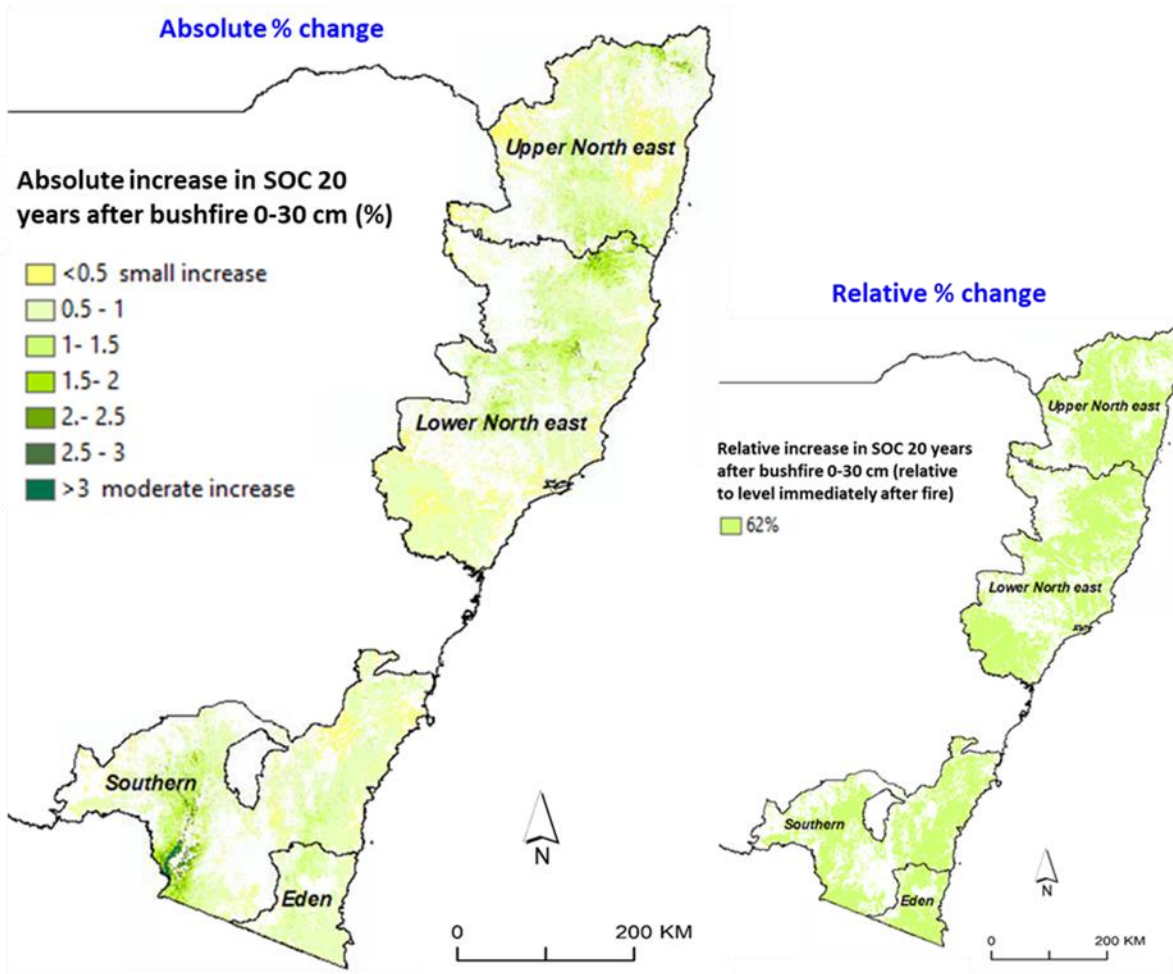 Absolute % change
Absolute increase in SOC 20
years after bushfire 0-30 cm (%)
<0.5 small increase
0.5 - 1
1- 1.5
1.5- 2
2.- 2.5
2.5 - 3
>3 moderate increase
Upper North east
Lower North east
Southern
Eden
N
0 200 KM
Relative % change
Relative increase in SOC 20 years
after bushfire 0-30 cm (relative
to level immediately after fire)
62%
Upper North east
Lower North east
Southern
Eden
N
0 200 KM